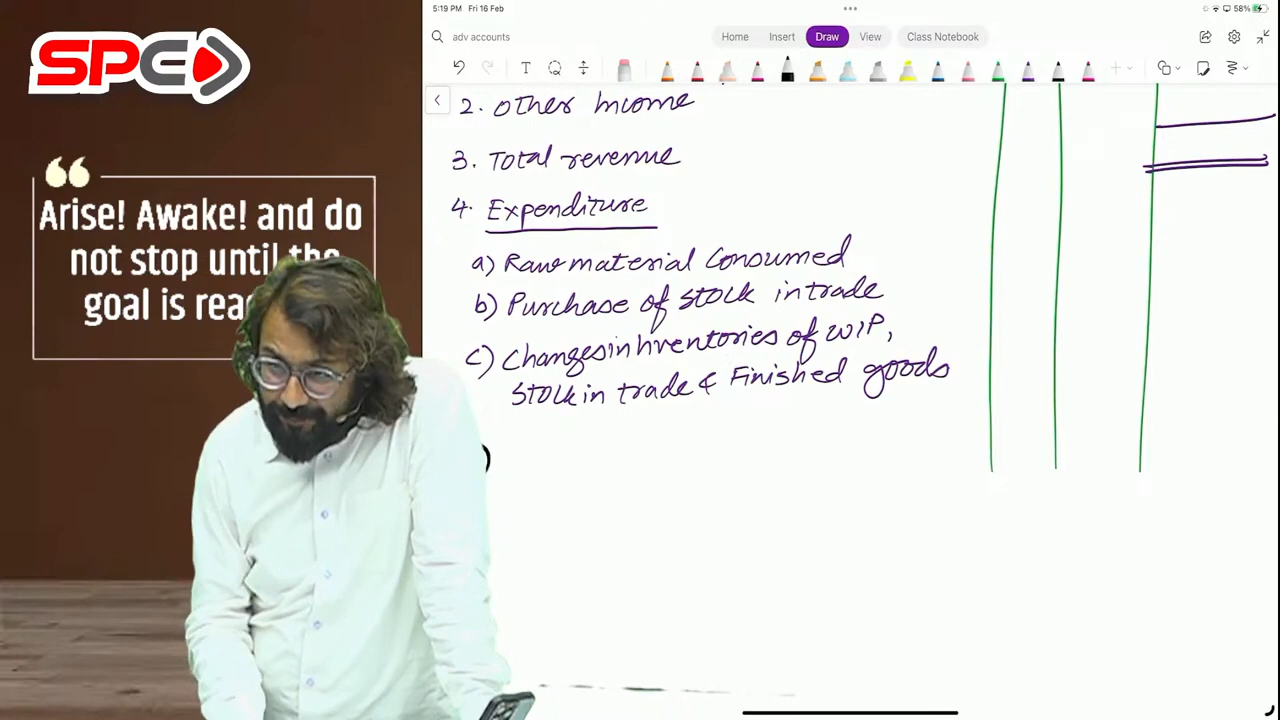 5:19 PM Fri 16 Feb
58%
SPE
adv accounts
Home Insert Draw View Class Notebook
Arise! Awake! and do
not stop until the
goal is rea
2. Other Income
3. Total revenue
4. Expenditure
a) Raw material Consumed
b) Purchase of stock in trade
c) Changes in Inventories of WIP,
Stock in trade & Finished goods